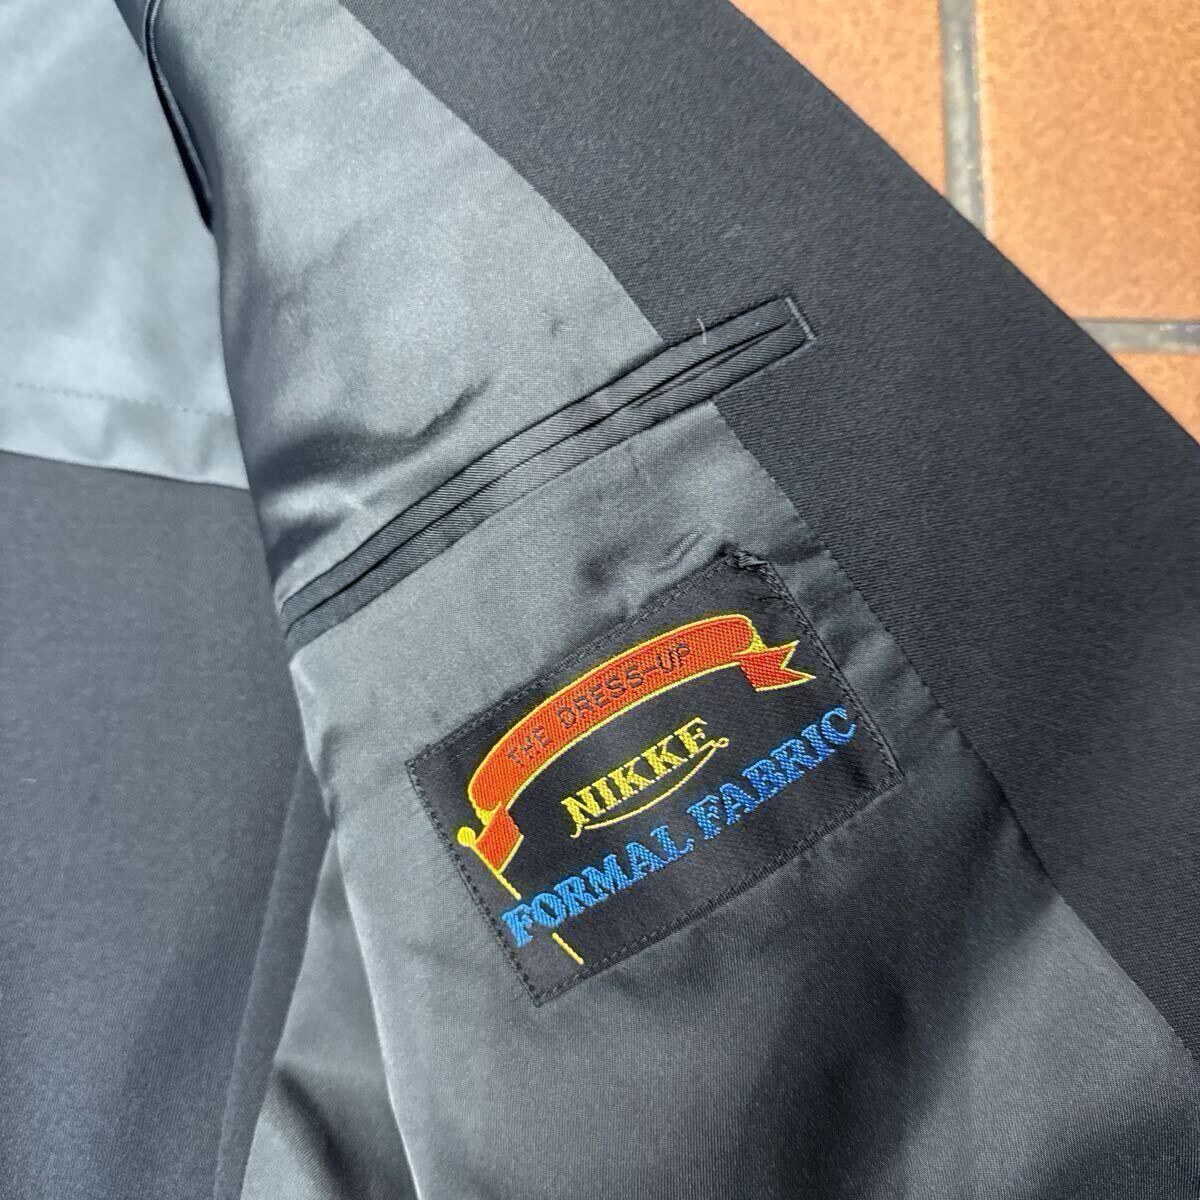 THE DRESS-UP
NIKKE
FORMAL FABRIC